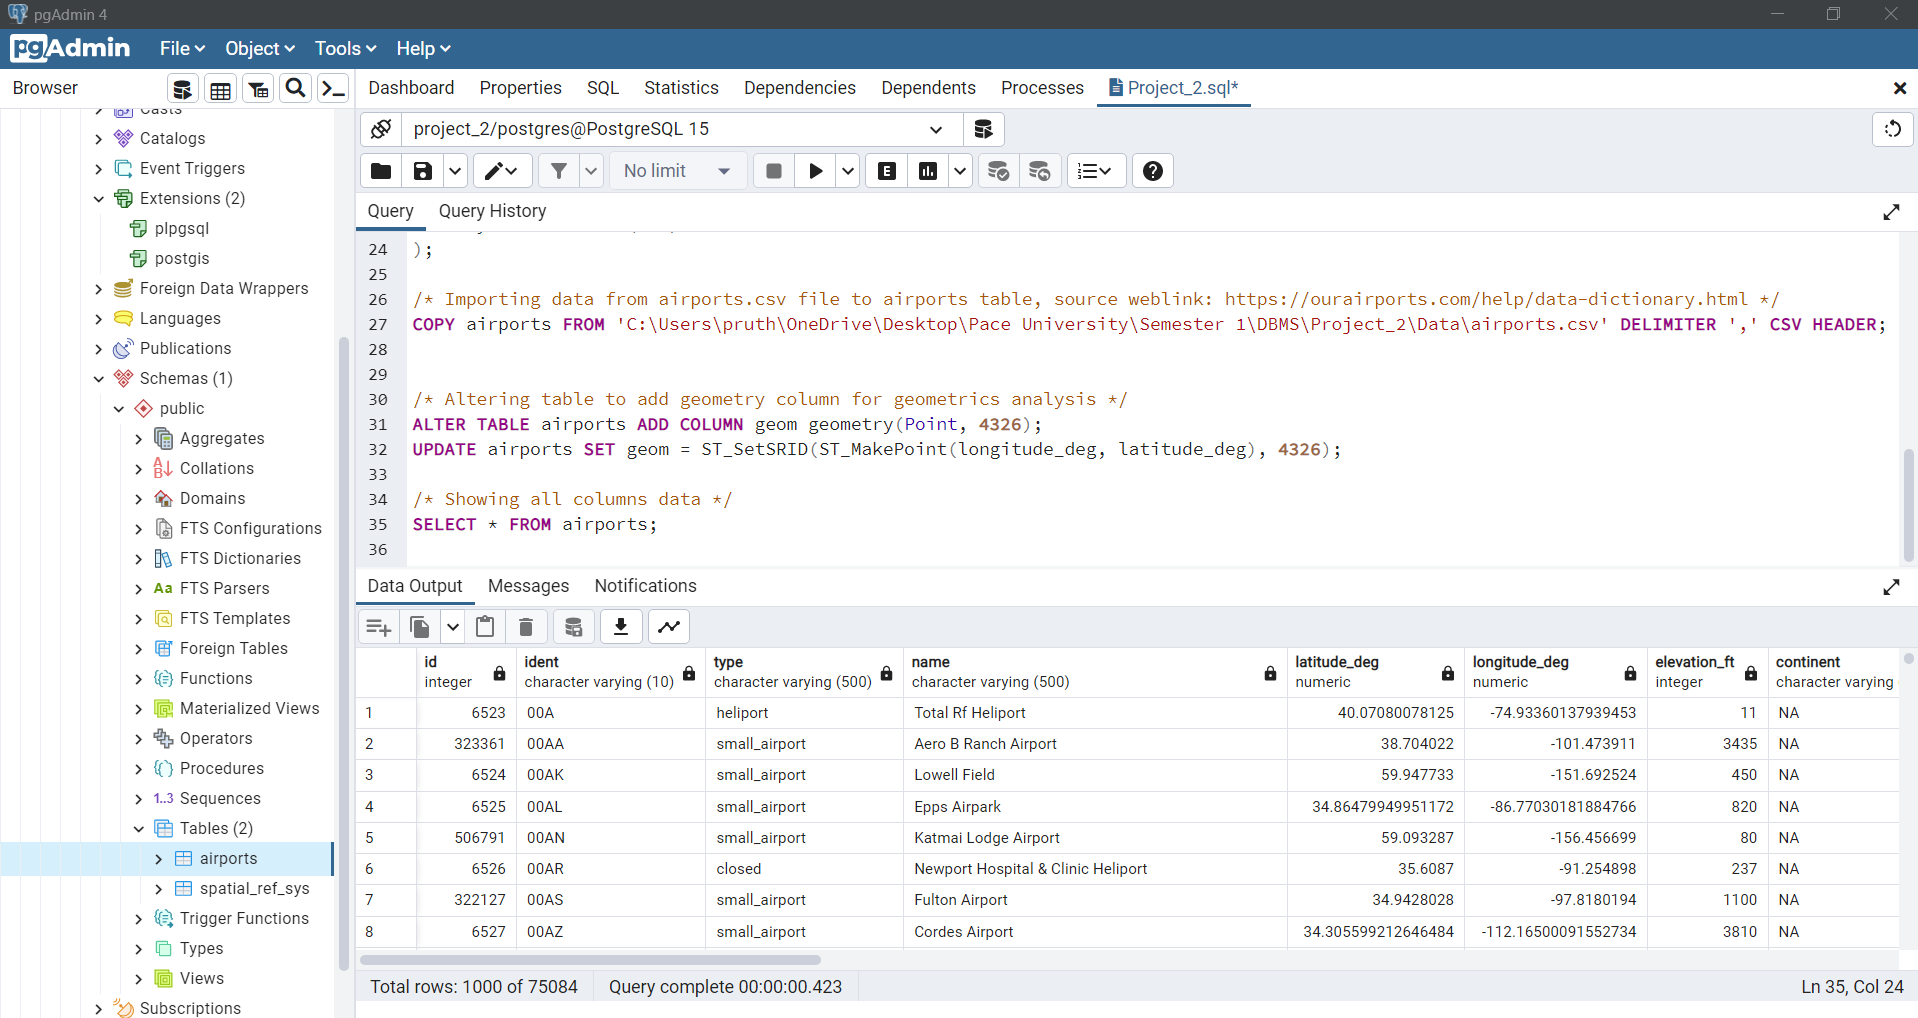 pgAdmin 4
pgAdmin File Object Tools Help
Browser
Dashboard Properties SQL Statistics Dependencies Dependents Processes Project_2.sql*
Casts
Catalogs
Event Triggers
Extensions (2)
plpgsql
postgis
Foreign Data Wrappers
Languages
Publications
Schemas (1)
public
Aggregates
Collations
Domains
FTS Configurations
FTS Dictionaries
Aa FTS Parsers
FTS Templates
Foreign Tables
Functions
Materialized Views
Operators
Procedures
1..3 Sequences
Tables (2)
airports
spatial_ref_sys
Trigger Functions
Types
Views
Subscriptions
project_2/postgres@PostgreSQL 15
No limit
E
Query Query History
24 );
25
26 /* Importing data from airports.csv file to airports table, source weblink: https://ourairports.com/help/data-dictionary.html */
27 COPY airports FROM 'C:\Users\pruth\OneDrive\Desktop\Pace University\Semester 1\DBMS\Project_2\Data\airports.csv' DELIMITER ',' CSV HEADER;
28
29
30 /* Altering table to add geometry column for geometrics analysis */
31 ALTER TABLE airports ADD COLUMN geom geometry(Point, 4326);
32 UPDATE airports SET geom = ST_SetSRID(ST_MakePoint(longitude_deg, latitude_deg), 4326);
33
34 /* Showing all columns data */
35 SELECT * FROM airports;
36
Data Output Messages Notifications
id ident type name latitude_deg longitude_deg elevation_ft continent
integer character varying (10) character varying (500) character varying (500) numeric numeric integer character varying
1 6523 00A heliport Total Rf Heliport 40.07080078125 -74.93360137939453 11 NA
2 323361 00AA small_airport Aero B Ranch Airport 38.704022 -101.473911 3435 NA
3 6524 00AK small_airport Lowell Field 59.947733 -151.692524 450 NA
4 6525 00AL small_airport Epps Airpark 34.86479949951172 -86.77030181884766 820 NA
5 506791 00AN small_airport Katmai Lodge Airport 59.093287 -156.456699 80 NA
6 6526 00AR closed Newport Hospital & Clinic Heliport 35.6087 -91.254898 237 NA
7 322127 00AS small_airport Fulton Airport 34.9428028 -97.8180194 1100 NA
8 6527 00AZ small_airport Cordes Airport 34.305599212646484 -112.16500091552734 3810 NA
Total rows: 1000 of 75084 Query complete 00:00:00.423 Ln 35, Col 24